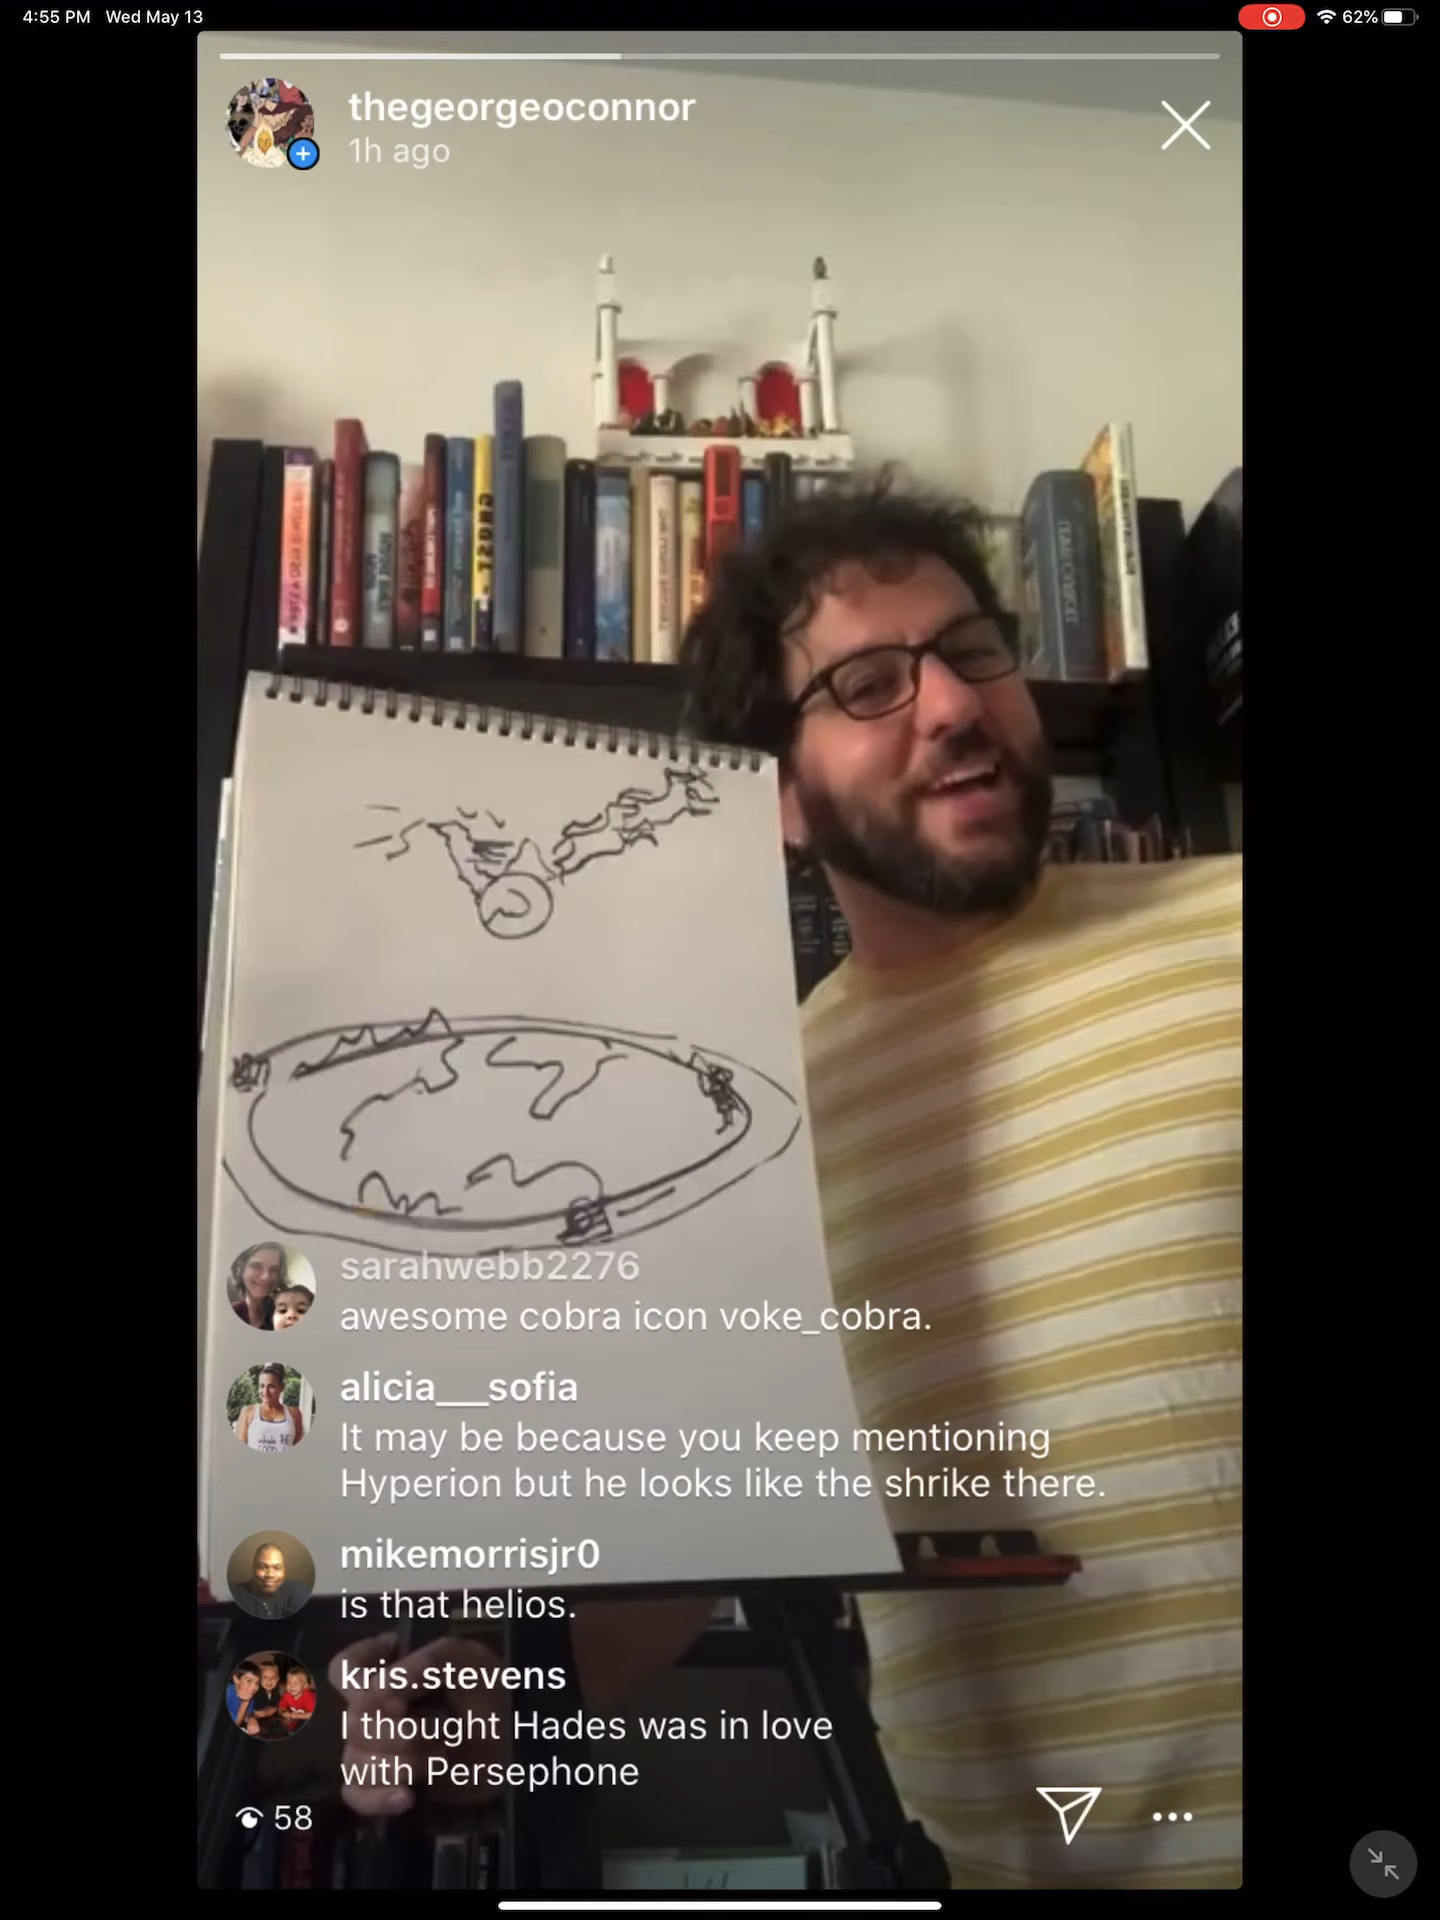 4:55 PM Wed May 13
62%
thegeorgeoconnor
1h ago
sarahwebb2276
awesome cobra icon voke_cobra.
alicia___sofia
It may be because you keep mentioning
Hyperion but he looks like the shrike there.
mikemorrisjr0
is that helios.
kris.stevens
I thought Hades was in love
with Persephone
58